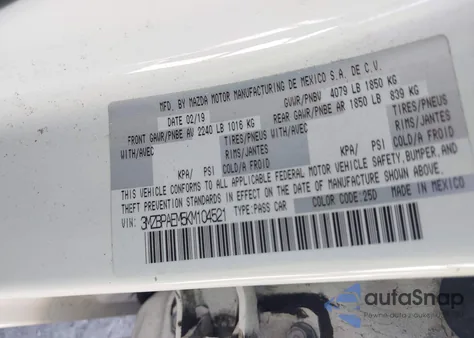 MFD. BY MAZDA MOTOR MANUFACTURING DE MEXICO S.A. DE C.V.
DATE 02/19 GVWR/PNBV 4079 LB 1850 KG
FRONT GAWR/PNBE AV 2240 LB 1016 KG REAR GAWR/PNBE AR 1850 LB 839 KG
WITH/AVEC TIRES/PNEUS WITH/AVEC TIRES/PNEUS
RIMS/JANTES RIMS/JANTES
KPA/ PSI COLD/A FROID KPA/ PSI COLD/A FROID
THIS VEHICLE CONFORMS TO ALL APPLICABLE FEDERAL MOTOR VEHICLE SAFETY, BUMPER, AND
THEFT PREVENTION STANDARDS IN EFFECT ON THE DATE OF MANUFACTURE SHOWN ABOVE.
VIN: 3MZBPAEM5KM104521 TYPE:PASS CAR COLOR CODE:25D MADE IN MEXICO
autoSnap